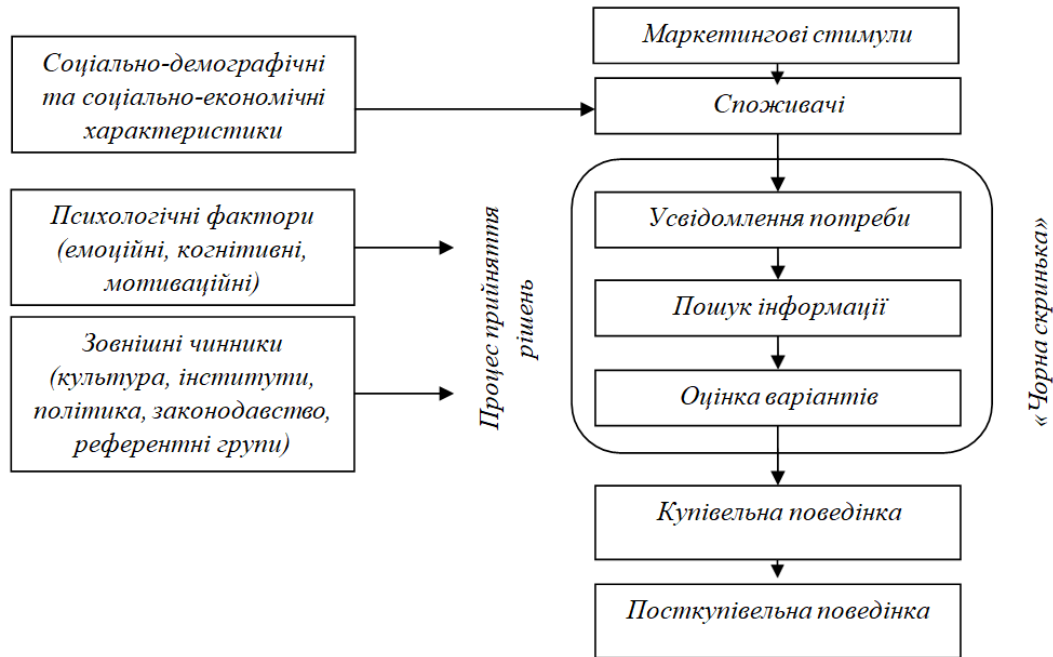 Маркетингові стимули
Соціально-демографічні
та соціально-економічні
характеристики
Споживачі
Психологічні фактори
(емоційні, когнітивні,
мотиваційні)
Зовнішні чинники
(культура, інститути,
політика, законодавство,
референтні групи)
Процес прийняття
рішень
Усвідомлення потреби
Пошук інформації
Оцінка варіантів
«Чорна скринька»
Купівельна поведінка
Посткупівельна поведінка